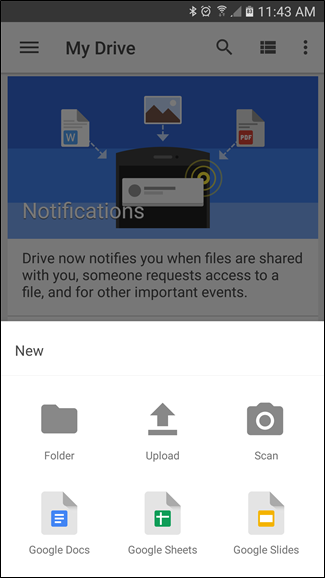 11:43 AM
My Drive
W
PDF
Notifications
Drive now notifies you when files are shared
with you, someone requests access to a
file, and for other important events.
New
Folder
Upload
Scan
Google Docs
Google Sheets
Google Slides